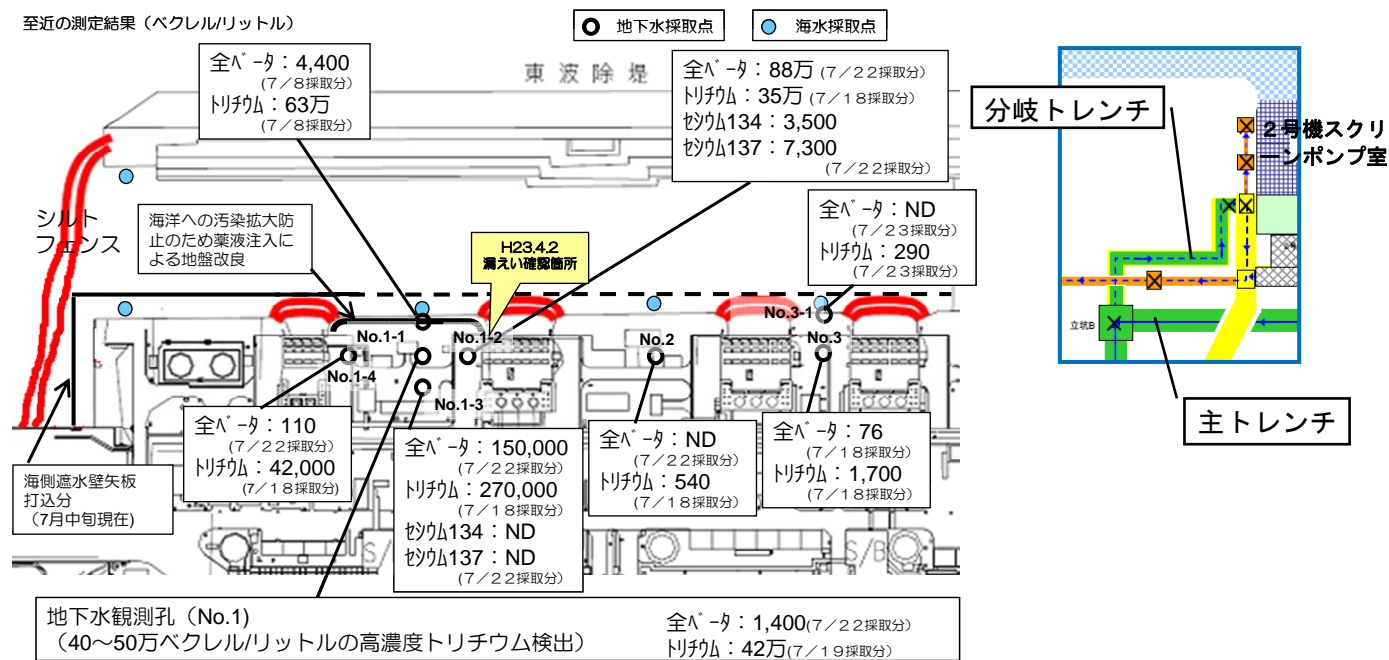 至近の測定結果（ベクレル/リットル）
地下水採取点
海水採取点
全ﾍﾞｰﾀ：4,400
(7／8採取分)
ﾄﾘﾁｳﾑ：63万
(7／8採取分)
東波除堤
全ﾍﾞｰﾀ：88万 (7／22採取分)
ﾄﾘﾁｳﾑ：35万 (7／18採取分)
ｾｼｳﾑ134：3,500
ｾｼｳﾑ137：7,300
(7／22採取分)
分岐トレンチ
２号機スクリ
ーンポンプ室
シルト
フェンス
海洋への汚染拡大防
止のため薬液注入に
よる地盤改良
H23.4.2
漏えい確認箇所
全ﾍﾞｰﾀ：ND
(7／23採取分)
ﾄﾘﾁｳﾑ：290
(7／23採取分)
No.3-1
No.1-1
No.1-2
No.2
No.3
No.1-4
No.1-3
立坑B
主トレンチ
全ﾍﾞｰﾀ：110
(7／22採取分)
ﾄﾘﾁｳﾑ：42,000
(7／18採取分)
全ﾍﾞｰﾀ：150,000
(7／22採取分)
ﾄﾘﾁｳﾑ：270,000
(7／18採取分)
ｾｼｳﾑ134：ND
ｾｼｳﾑ137：ND
(7／22採取分)
全ﾍﾞｰﾀ：ND
(7／22採取分)
ﾄﾘﾁｳﾑ：540
(7／18採取分)
全ﾍﾞｰﾀ：76
(7／18採取分)
ﾄﾘﾁｳﾑ：1,700
(7／18採取分)
海側遮水壁矢板
打込分
（7月中旬現在)
S/B
地下水観測孔（No.1)
（40～50万ベクレル/リットルの高濃度トリチウム検出）
全ﾍﾞｰﾀ：1,400(7／22採取分)
ﾄﾘﾁｳﾑ：42万(7／19採取分)